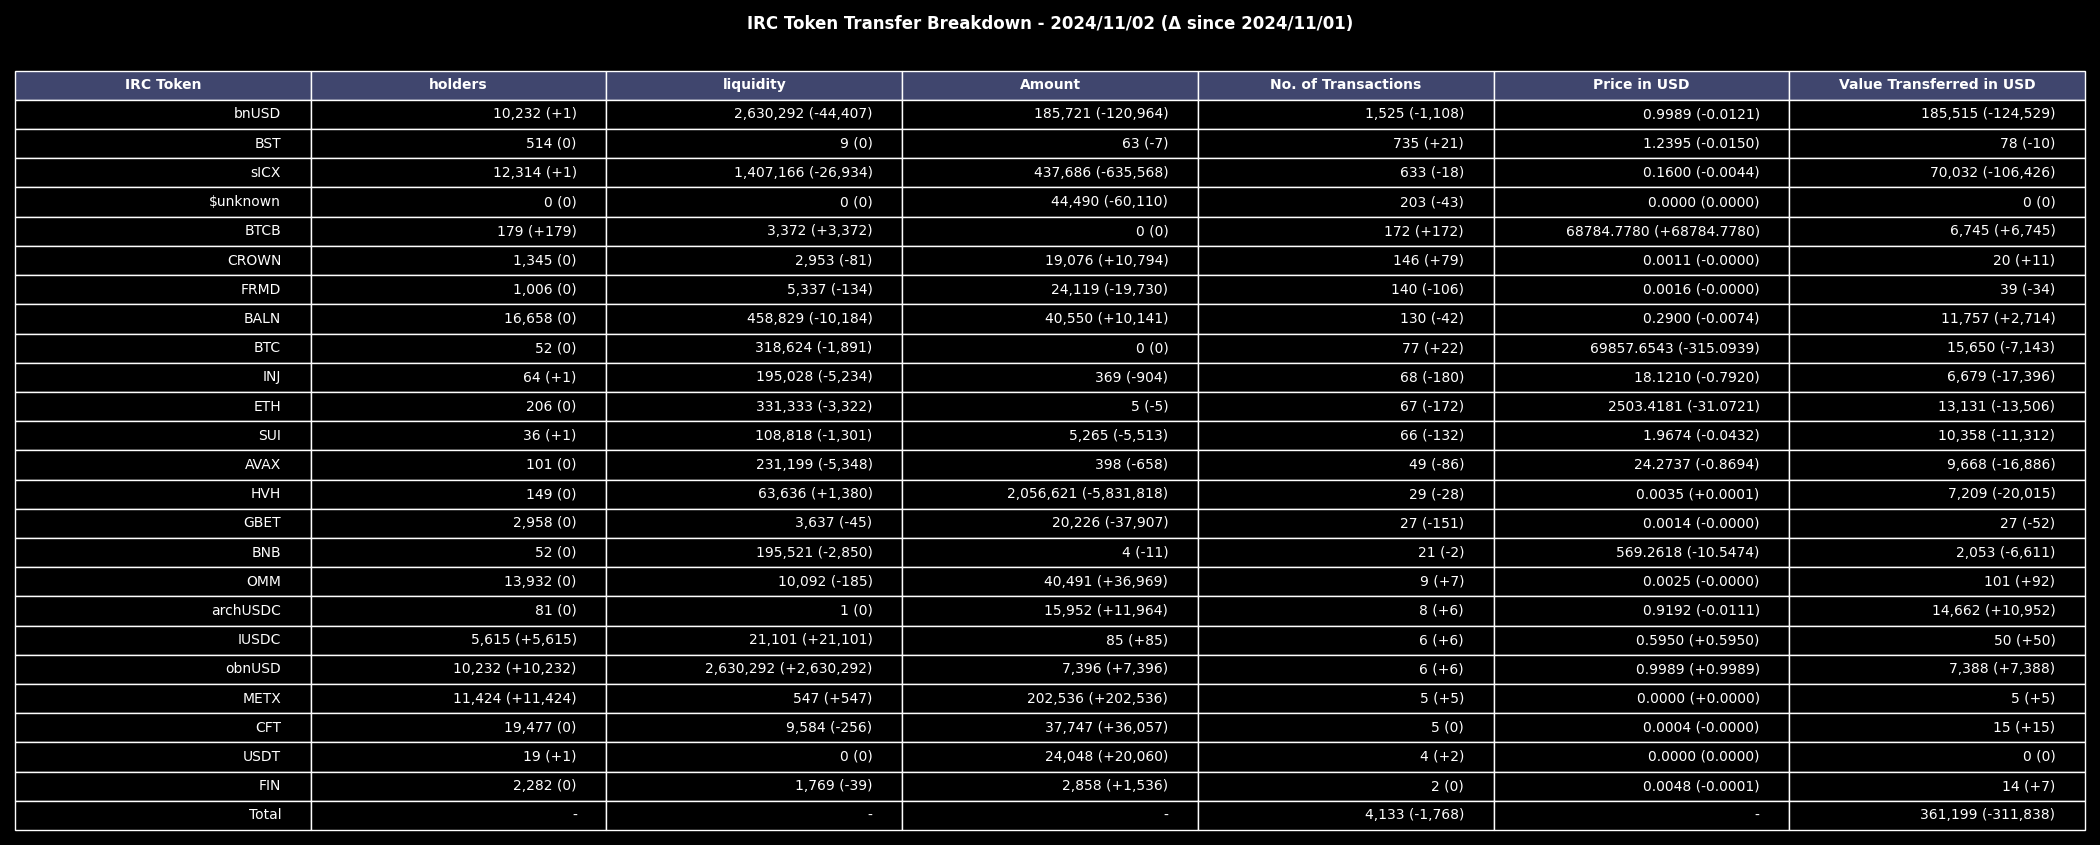 IRC Token Transfer Breakdown - 2024/11/02 (Δ since 2024/11/01)
IRC Token holders liquidity Amount No. of Transactions Price in USD Value Transferred in USD
bnUSD 10,232 (+1) 2,630,292 (-44,407) 185,721 (-120,964) 1,525 (-1,108) 0.9989 (-0.0121) 185,515 (-124,529)
BST 514 (0) 9 (0) 63 (-7) 735 (+21) 1.2395 (-0.0150) 78 (-10)
sICX 12,314 (+1) 1,407,166 (-26,934) 437,686 (-635,568) 633 (-18) 0.1600 (-0.0044) 70,032 (-106,426)
$unknown 0 (0) 0 (0) 44,490 (-60,110) 203 (-43) 0.0000 (0.0000) 0 (0)
BTCB 179 (+179) 3,372 (+3,372) 0 (0) 172 (+172) 68784.7780 (+68784.7780) 6,745 (+6,745)
CROWN 1,345 (0) 2,953 (-81) 19,076 (+10,794) 146 (+79) 0.0011 (-0.0000) 20 (+11)
FRMD 1,006 (0) 5,337 (-134) 24,119 (-19,730) 140 (-106) 0.0016 (-0.0000) 39 (-34)
BALN 16,658 (0) 458,829 (-10,184) 40,550 (+10,141) 130 (-42) 0.2900 (-0.0074) 11,757 (+2,714)
BTC 52 (0) 318,624 (-1,891) 0 (0) 77 (+22) 69857.6543 (-315.0939) 15,650 (-7,143)
INJ 64 (+1) 195,028 (-5,234) 369 (-904) 68 (-180) 18.1210 (-0.7920) 6,679 (-17,396)
ETH 206 (0) 331,333 (-3,322) 5 (-5) 67 (-172) 2503.4181 (-31.0721) 13,131 (-13,506)
SUI 36 (+1) 108,818 (-1,301) 5,265 (-5,513) 66 (-132) 1.9674 (-0.0432) 10,358 (-11,312)
AVAX 101 (0) 231,199 (-5,348) 398 (-658) 49 (-86) 24.2737 (-0.8694) 9,668 (-16,886)
HVH 149 (0) 63,636 (+1,380) 2,056,621 (-5,831,818) 29 (-28) 0.0035 (+0.0001) 7,209 (-20,015)
GBET 2,958 (0) 3,637 (-45) 20,226 (-37,907) 27 (-151) 0.0014 (-0.0000) 27 (-52)
BNB 52 (0) 195,521 (-2,850) 4 (-11) 21 (-2) 569.2618 (-10.5474) 2,053 (-6,611)
OMM 13,932 (0) 10,092 (-185) 40,491 (+36,969) 9 (+7) 0.0025 (-0.0000) 101 (+92)
archUSDC 81 (0) 1 (0) 15,952 (+11,964) 8 (+6) 0.9192 (-0.0111) 14,662 (+10,952)
IUSDC 5,615 (+5,615) 21,101 (+21,101) 85 (+85) 6 (+6) 0.5950 (+0.5950) 50 (+50)
obnUSD 10,232 (+10,232) 2,630,292 (+2,630,292) 7,396 (+7,396) 6 (+6) 0.9989 (+0.9989) 7,388 (+7,388)
METX 11,424 (+11,424) 547 (+547) 202,536 (+202,536) 5 (+5) 0.0000 (+0.0000) 5 (+5)
CFT 19,477 (0) 9,584 (-256) 37,747 (+36,057) 5 (0) 0.0004 (-0.0000) 15 (+15)
USDT 19 (+1) 0 (0) 24,048 (+20,060) 4 (+2) 0.0000 (0.0000) 0 (0)
FIN 2,282 (0) 1,769 (-39) 2,858 (+1,536) 2 (0) 0.0048 (-0.0001) 14 (+7)
Total - - - 4,133 (-1,768) - 361,199 (-311,838)